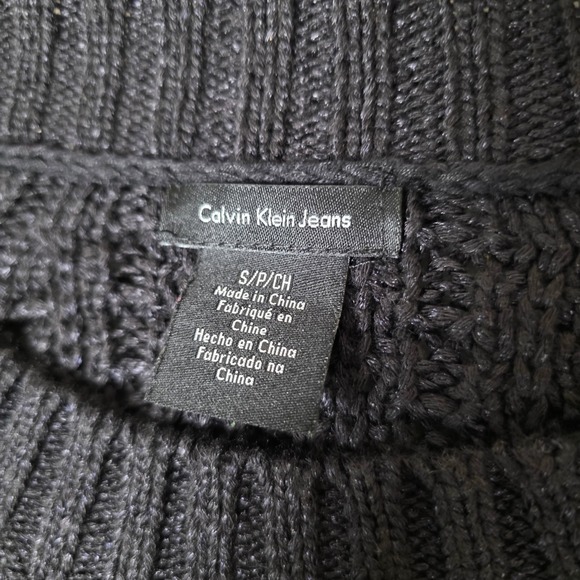 Calvin Klein Jeans
S/P/CH
Made in China
Fabriqué en
Chine
Hecho en China
Fabricado na
China